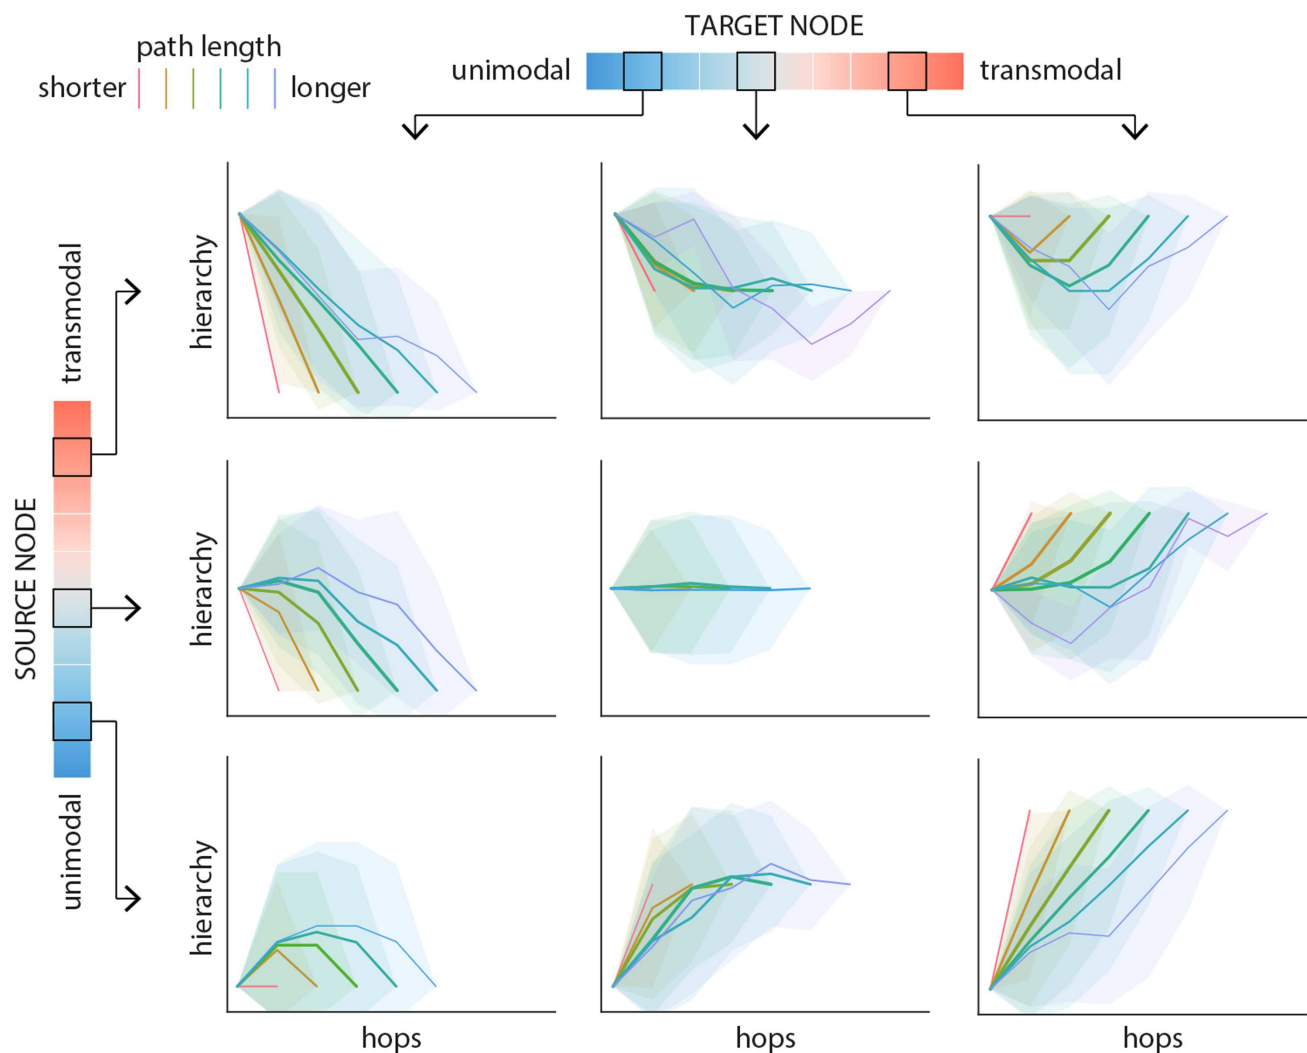 TARGET NODE
path length
unimodal
transmodal
shorter
longer
transmodal
hierarchy
SOURCE NODE
hierarchy
unimodal
hierarchy
hops
hops
hops